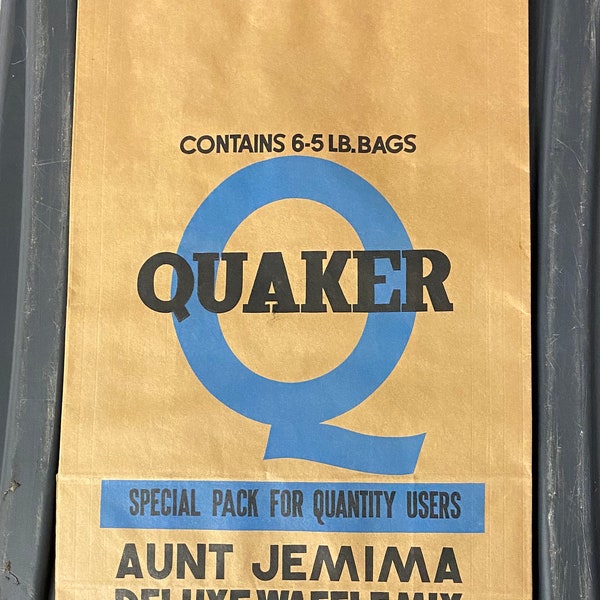 CONTAINS 6-5 LB. BAGS
QUAKER
SPECIAL PACK FOR QUANTITY USERS
AUNT JEMIMA
DELUXE WAFFLE MIX